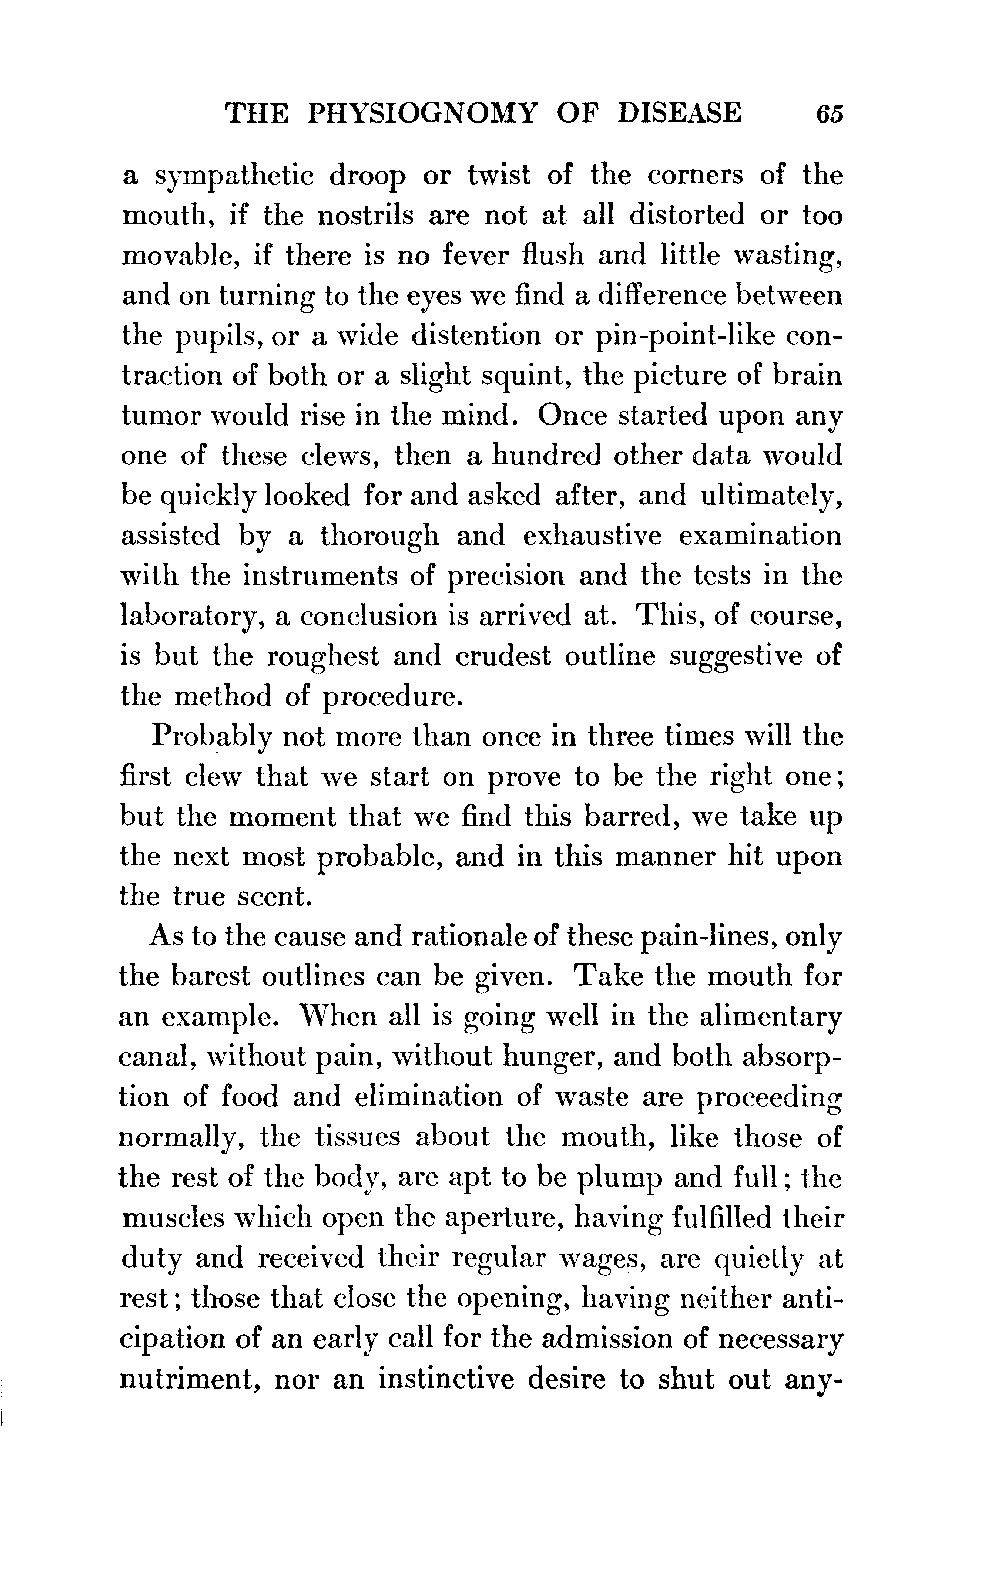 THE PHYSIOGNOMY OF DISEASE 65
a sympathetic droop or twist of the corners of the
mouth, if the nostrils are not at all distorted or too
movable, if there is no fever flush and little wasting,
and on turning to the eyes we find a difference between
the pupils, or a wide distention or pin-point-like con-
traction of both or a slight squint, the picture of brain
tumor would rise in the mind. Once started upon any
one of these clews, then a hundred other data would
be quickly looked for and asked after, and ultimately,
assisted by a thorough and exhaustive examination
with the instruments of precision and the tests in the
laboratory, a conclusion is arrived at. This, of course,
is but the roughest and crudest outline suggestive of
the method of procedure.
Probably not more than once in three times will the
first clew that we start on prove to be the right one;
but the moment that we find this barred, we take up
the next most probable, and in this manner hit upon
the true scent.
As to the cause and rationale of these pain-lines, only
the barest outlines can be given. Take the mouth for
an example. When all is going well in the alimentary
canal, without pain, without hunger, and both absorp-
tion of food and elimination of waste are proceeding
normally, the tissues about the mouth, like those of
the rest of the body, are apt to be plump and full; the
muscles which open the aperture, having fulfilled their
duty and received their regular wages, are quietly at
rest; those that close the opening, having neither anti-
cipation of an early call for the admission of necessary
nutriment, nor an instinctive desire to shut out any-